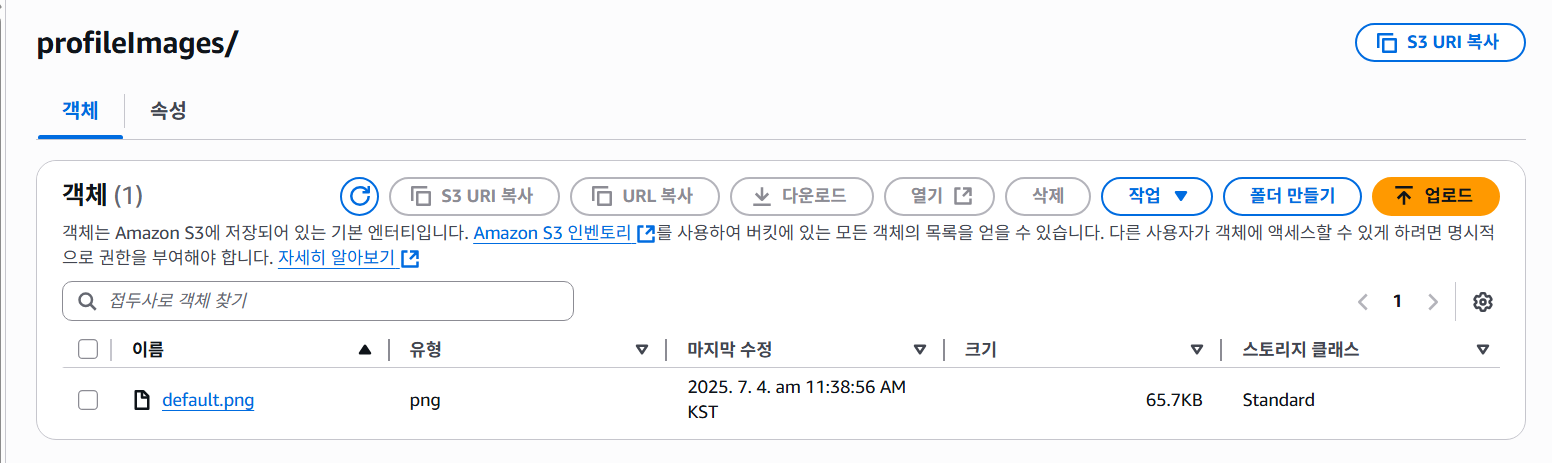 profileImages/
S3 URI 복사
객체 속성
객체 (1)
S3 URI 복사 URL 복사 다운로드 열기 삭제 작업 폴더 만들기 업로드
객체는 Amazon S3에 저장되어 있는 기본 엔터티입니다. Amazon S3 인벤토리를 사용하여 버킷에 있는 모든 객체의 목록을 얻을 수 있습니다. 다른 사용자가 객체에 액세스할 수 있게 하려면 명시적
으로 권한을 부여해야 합니다. 자세히 알아보기
접두사로 객체 찾기
1
이름 유형 마지막 수정 크기 스토리지 클래스
default.png png 2025. 7. 4. am 11:38:56 AM 65.7KB Standard
KST